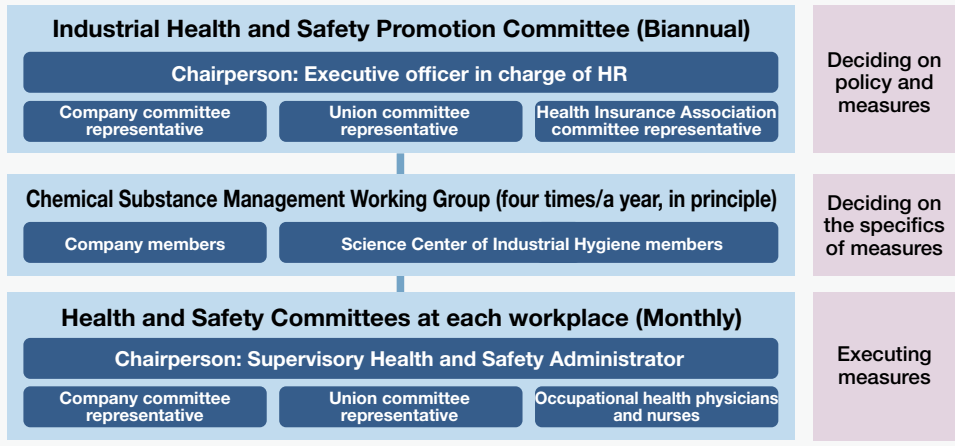 Industrial Health and Safety Promotion Committee (Biannual)
Chairperson: Executive officer in charge of HR
Company committee
representative
Union committee
representative
Health Insurance Association
committee representative
Deciding on
policy and
measures
Chemical Substance Management Working Group (four times/a year, in principle)
Company members
Science Center of Industrial Hygiene members
Deciding on
the specifics
of measures
Health and Safety Committees at each workplace (Monthly)
Chairperson: Supervisory Health and Safety Administrator
Company committee
representative
Union committee
representative
Occupational health physicians
and nurses
Executing
measures